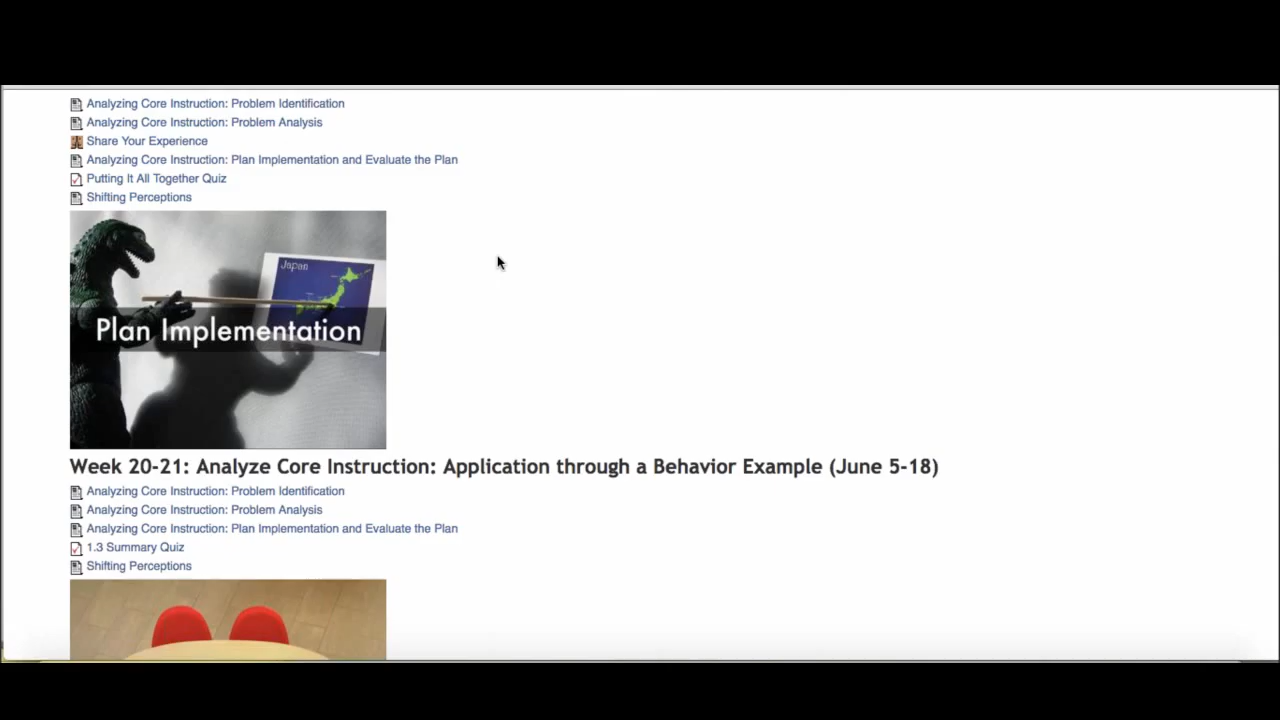 Analyzing Core Instruction: Problem Identification
Analyzing Core Instruction: Problem Analysis
Share Your Experience
Analyzing Core Instruction: Plan Implementation and Evaluate the Plan
Putting It All Together Quiz
Shifting Perceptions
Japan
Plan Implementation
Week 20-21: Analyze Core Instruction: Application through a Behavior Example (June 5-18)
Analyzing Core Instruction: Problem Identification
Analyzing Core Instruction: Problem Analysis
Analyzing Core Instruction: Plan Implementation and Evaluate the Plan
1.3 Summary Quiz
Shifting Perceptions